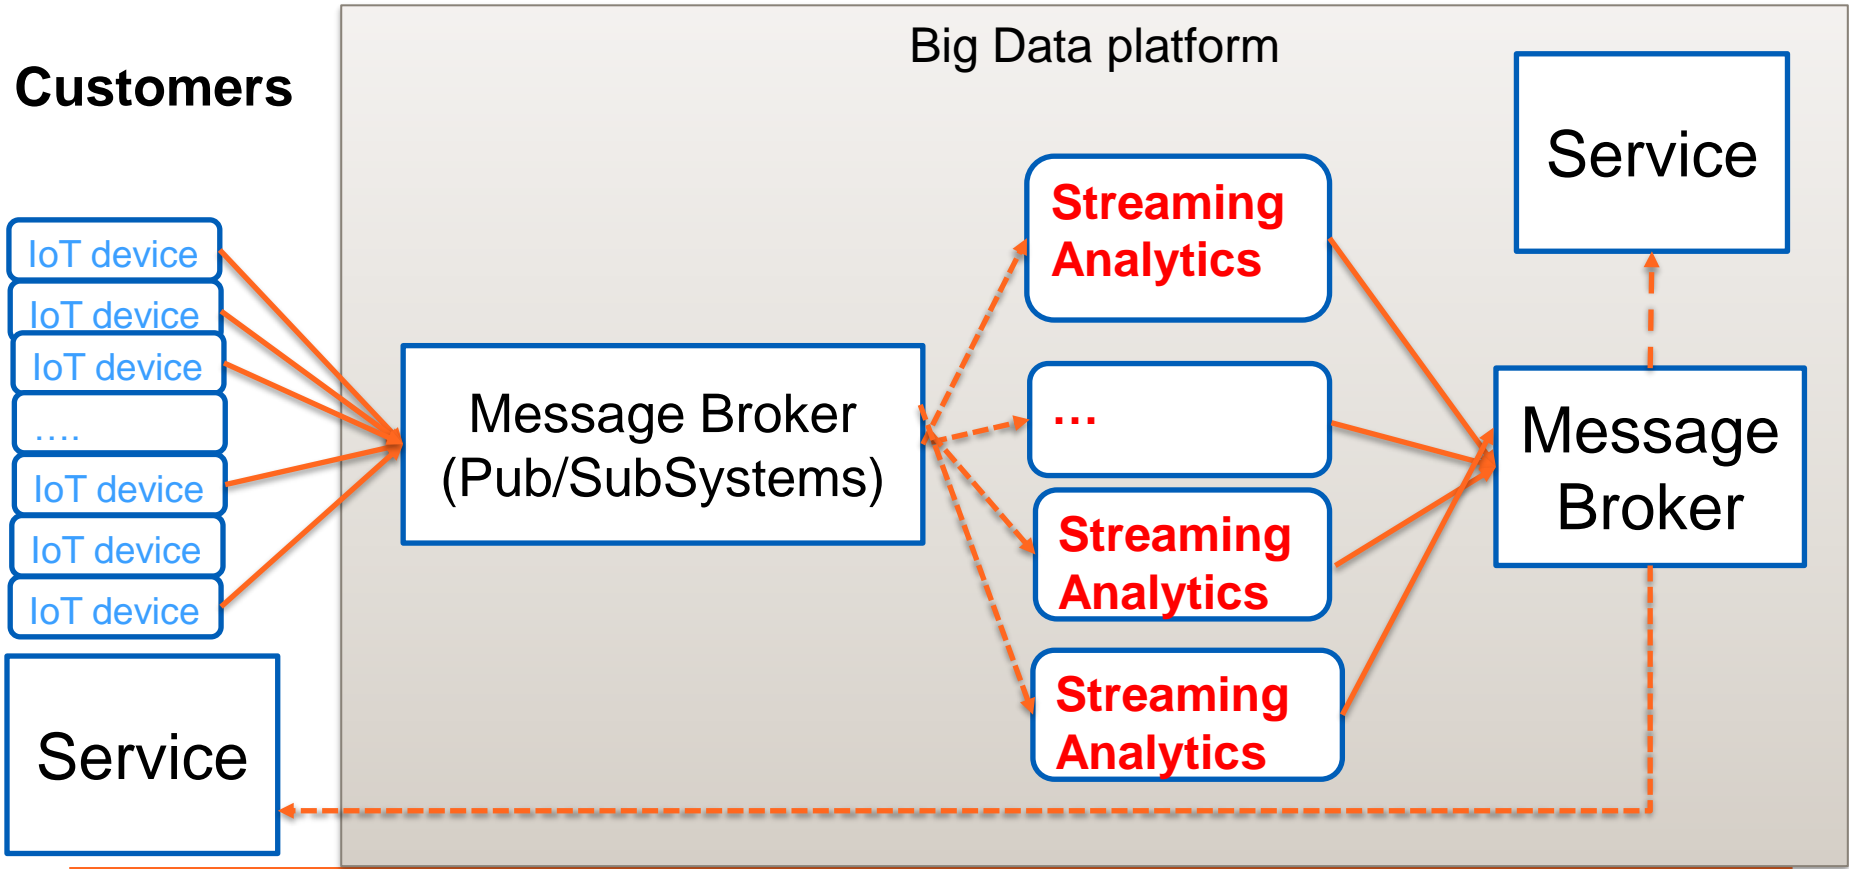 Big Data platform
Customers
Service
Streaming
Analytics
IoT device
IoT device
IoT device
....
IoT device
IoT device
IoT device
Message Broker
(Pub/SubSystems)
...
Streaming
Analytics
Streaming
Analytics
Message
Broker
Service